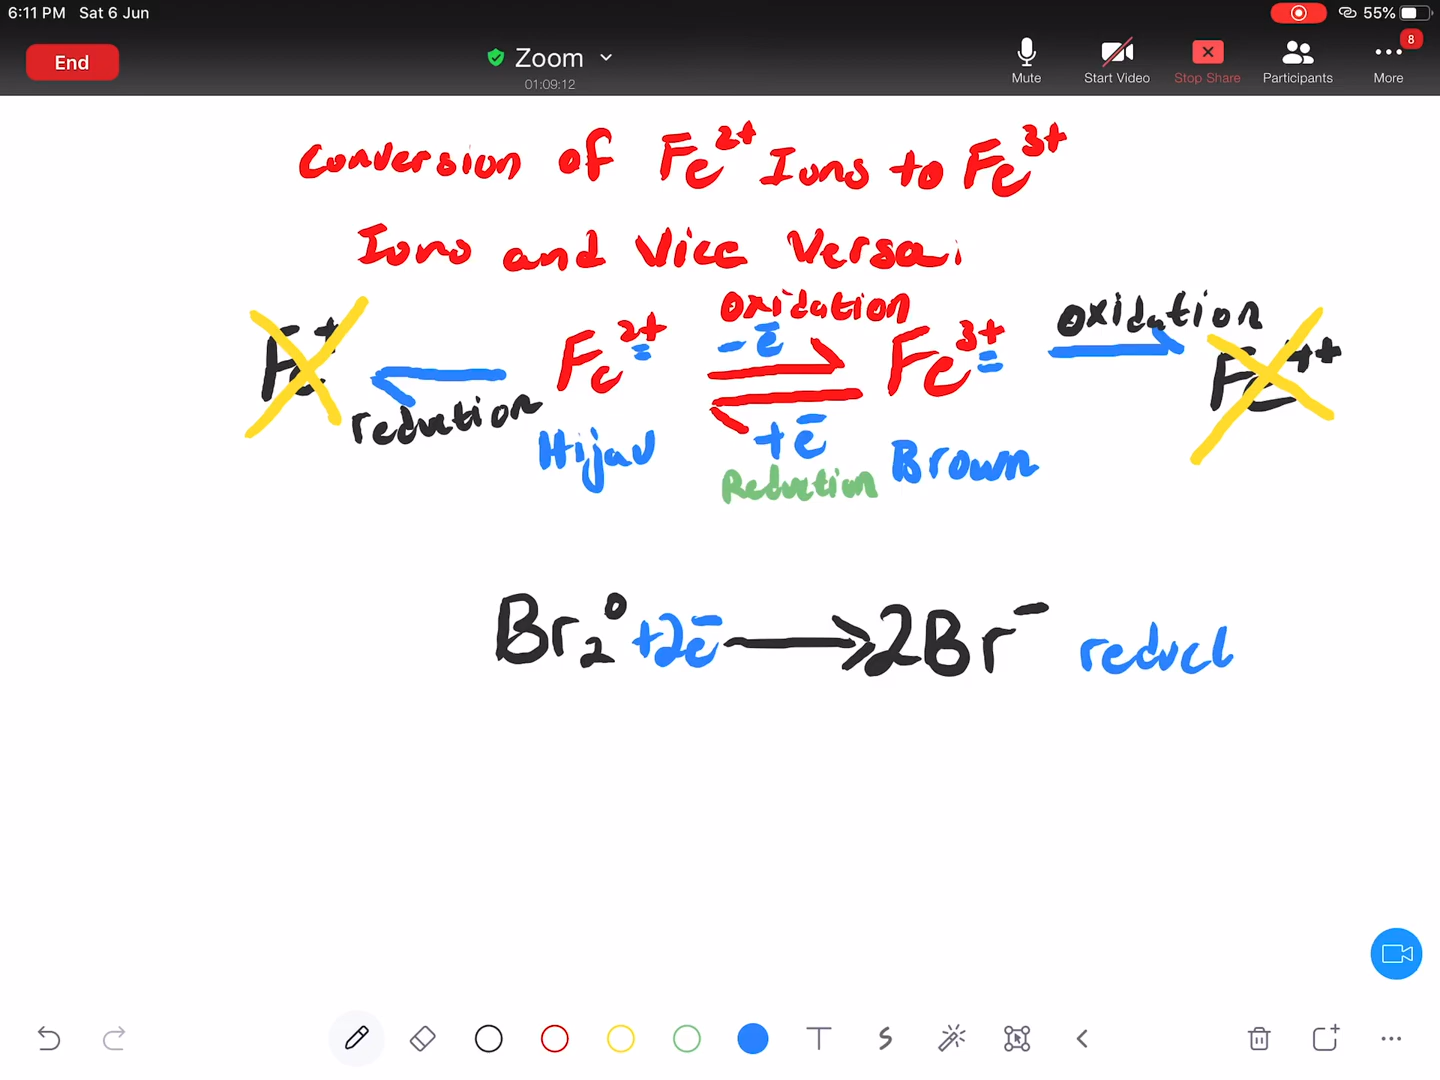 6:11 PM Sat 6 Jun 55%
End Zoom 01:09:12 Mute Start Video Stop Share Participants More 8
Conversion of Fe²⁺ Ions to Fe³⁺
Ions and Vice Versa
oxidation oxidation
Fe⁺ Fe²⁺ -e⁻ Fe³⁺ Fe⁴⁺
reduction +e⁻
Hijau Reduction Brown
Br₂⁰ +2e⁻ → 2Br⁻ reduct
T